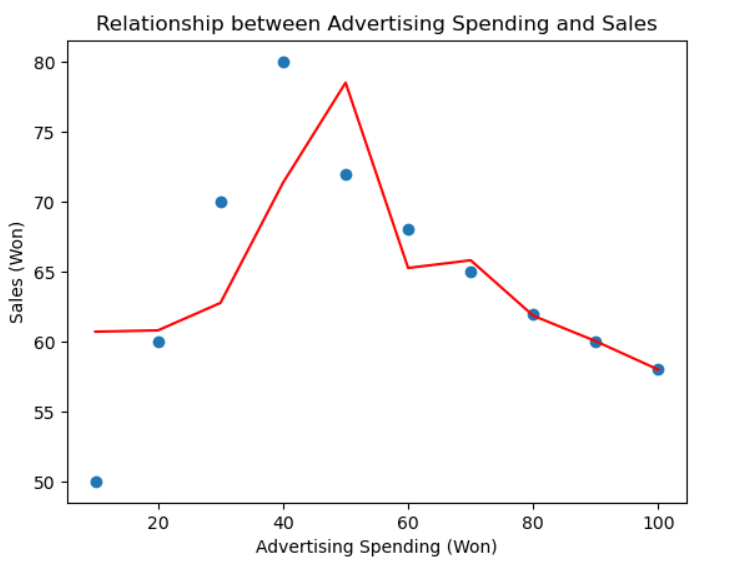 Relationship between Advertising Spending and Sales
80
75
70
65
60
55
50
Sales (Won)
20 40 60 80 100
Advertising Spending (Won)